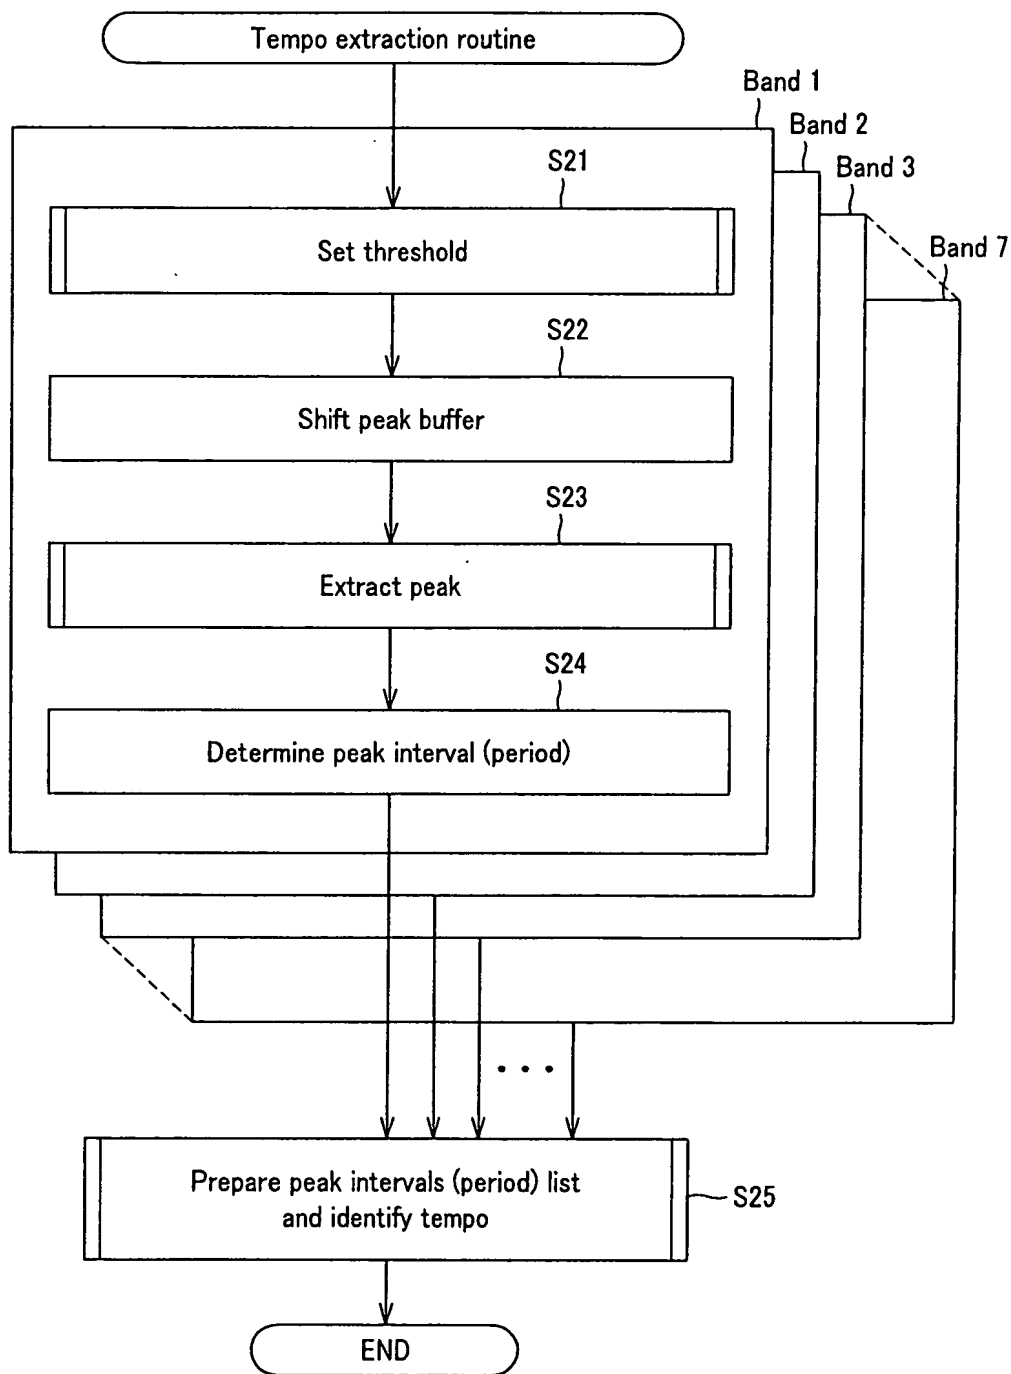 Tempo extraction routine
Band 1
Band 2
Band 3
Band 7
S21
Set threshold
S22
Shift peak buffer
S23
Extract peak
S24
Determine peak interval (period)
• • •
Prepare peak intervals (period) list
and identify tempo
S25
END